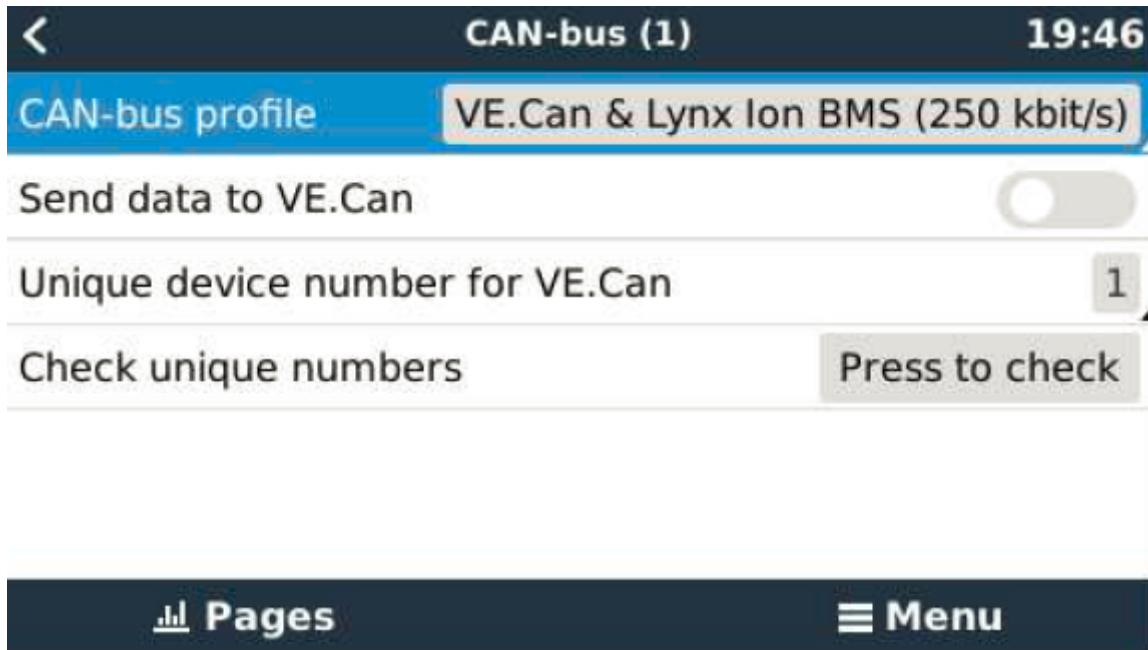 CAN-bus (1) 19:46
CAN-bus profile VE.Can & Lynx Ion BMS (250 kbit/s)
Send data to VE.Can
Unique device number for VE.Can 1
Check unique numbers Press to check
Pages Menu